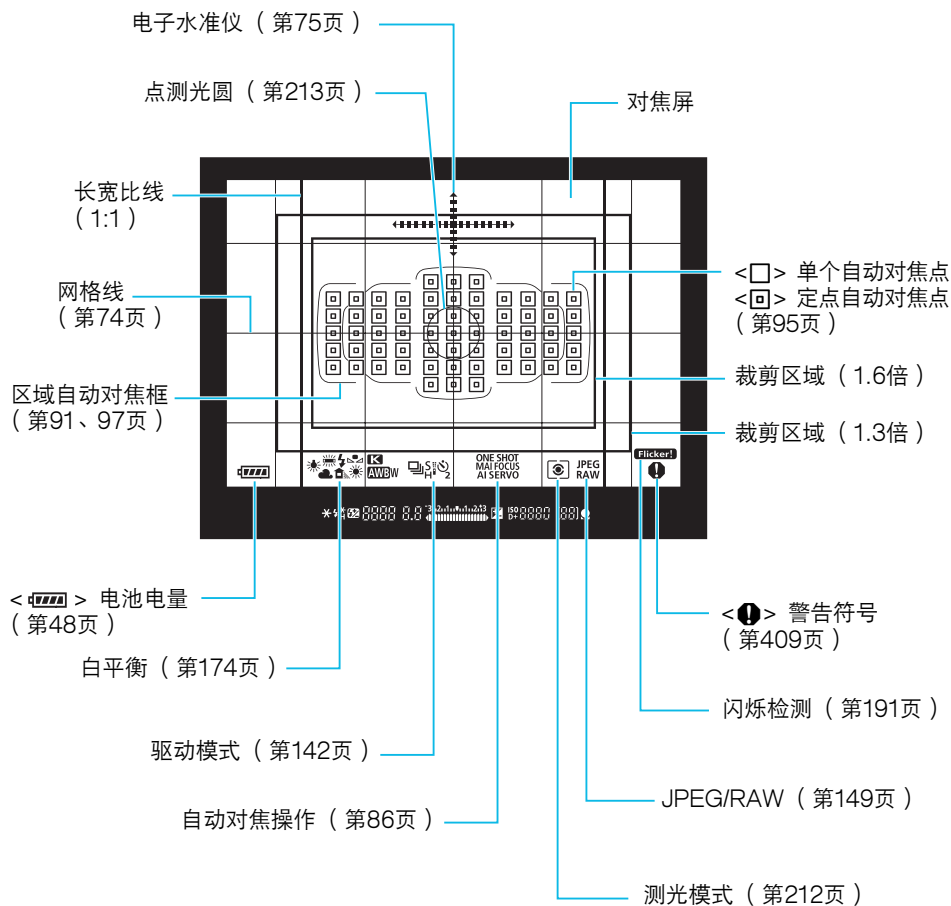 电子水准仪（第75页）
点测光圆（第213页）
对焦屏
长宽比线
（1:1）
网格线
（第74页）
<□> 单个自动对焦点
<回> 定点自动对焦点
（第95页）
裁剪区域（1.6倍）
区域自动对焦框
（第91、97页）
裁剪区域（1.3倍）
Flicker!
K
AWBW
S
H
2
ONE SHOT
MAI FOCUS
AI SERVO
JPEG
RAW
ISO
D+
< > 电池电量
（第48页）
<!> 警告符号
（第409页）
白平衡（第174页）
闪烁检测（第191页）
驱动模式（第142页）
JPEG/RAW（第149页）
自动对焦操作（第86页）
测光模式（第212页）